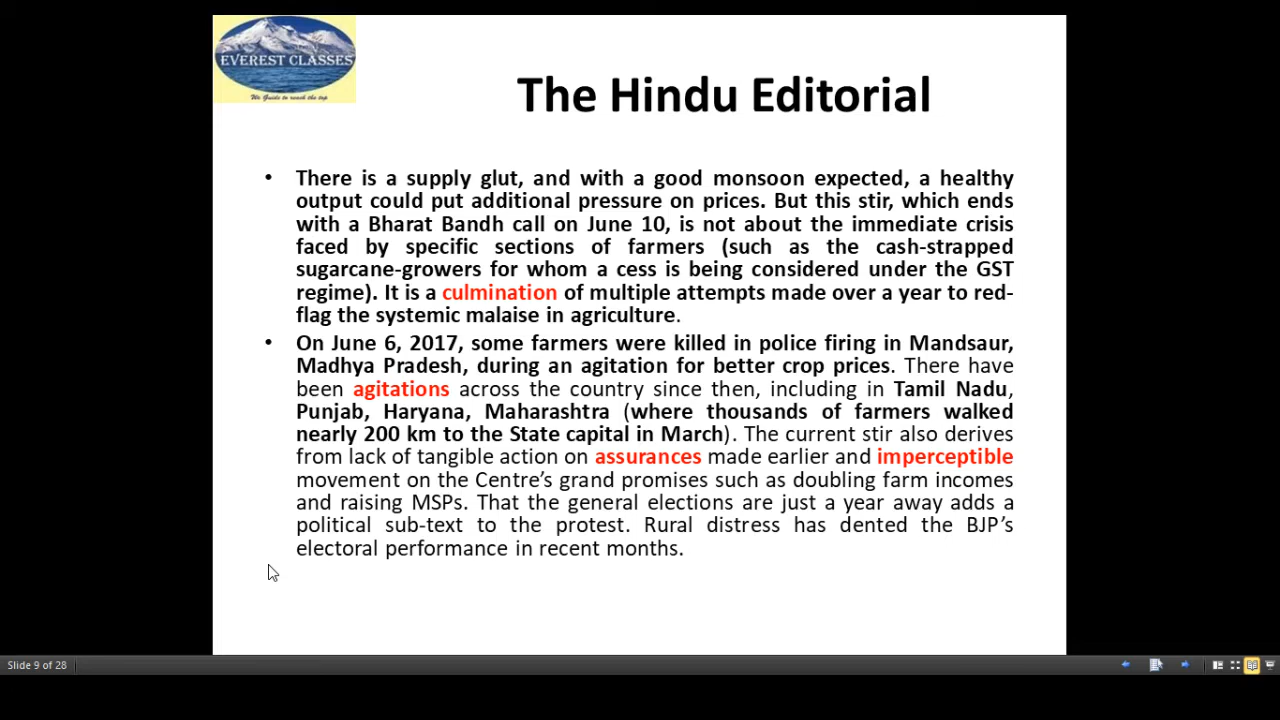 EVEREST CLASSES
We Guide to reach the top
The Hindu Editorial
• There is a supply glut, and with a good monsoon expected, a healthy
output could put additional pressure on prices. But this stir, which ends
with a Bharat Bandh call on June 10, is not about the immediate crisis
faced by specific sections of farmers (such as the cash-strapped
sugarcane-growers for whom a cess is being considered under the GST
regime). It is a culmination of multiple attempts made over a year to red-
flag the systemic malaise in agriculture.
• On June 6, 2017, some farmers were killed in police firing in Mandsaur,
Madhya Pradesh, during an agitation for better crop prices. There have
been agitations across the country since then, including in Tamil Nadu,
Punjab, Haryana, Maharashtra (where thousands of farmers walked
nearly 200 km to the State capital in March). The current stir also derives
from lack of tangible action on assurances made earlier and imperceptible
movement on the Centre’s grand promises such as doubling farm incomes
and raising MSPs. That the general elections are just a year away adds a
political sub-text to the protest. Rural distress has dented the BJP’s
electoral performance in recent months.
Slide 9 of 28